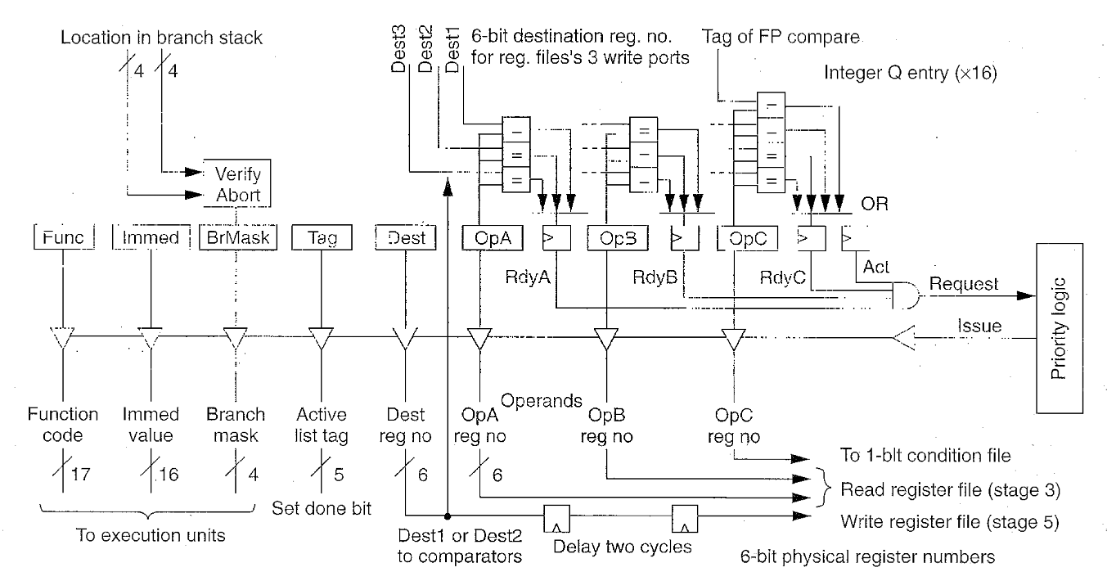 Location in branch stack
4
4
Dest3
Dest2
Dest1
6-bit destination reg. no.
for reg. files's 3 write ports
Tag of FP compare
Integer Q entry (×16)
=
=
=
=
=
=
=
=
=
=
Verify
Abort
OR
Func
Immed
BrMask
Tag
Dest
OpA
OpB
OpC
RdyA
RdyB
RdyC
Act
Request
Issue
Priority logic
Function
code
Immed
value
Branch
mask
Active
list tag
Dest
reg no
Operands
OpA
reg no
OpB
reg no
OpC
reg no
17
16
4
5
6
6
To 1-bit condition file
Read register file (stage 3)
Write register file (stage 5)
Set done bit
To execution units
Dest1 or Dest2
to comparators
Delay two cycles
6-bit physical register numbers